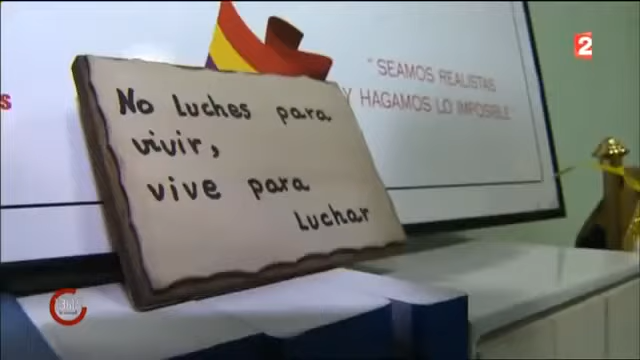 2
" SEAMOS REALISTAS
Y HAGAMOS LO IMPOSIBLE
No Luches para
vivir,
vive para
Luchar